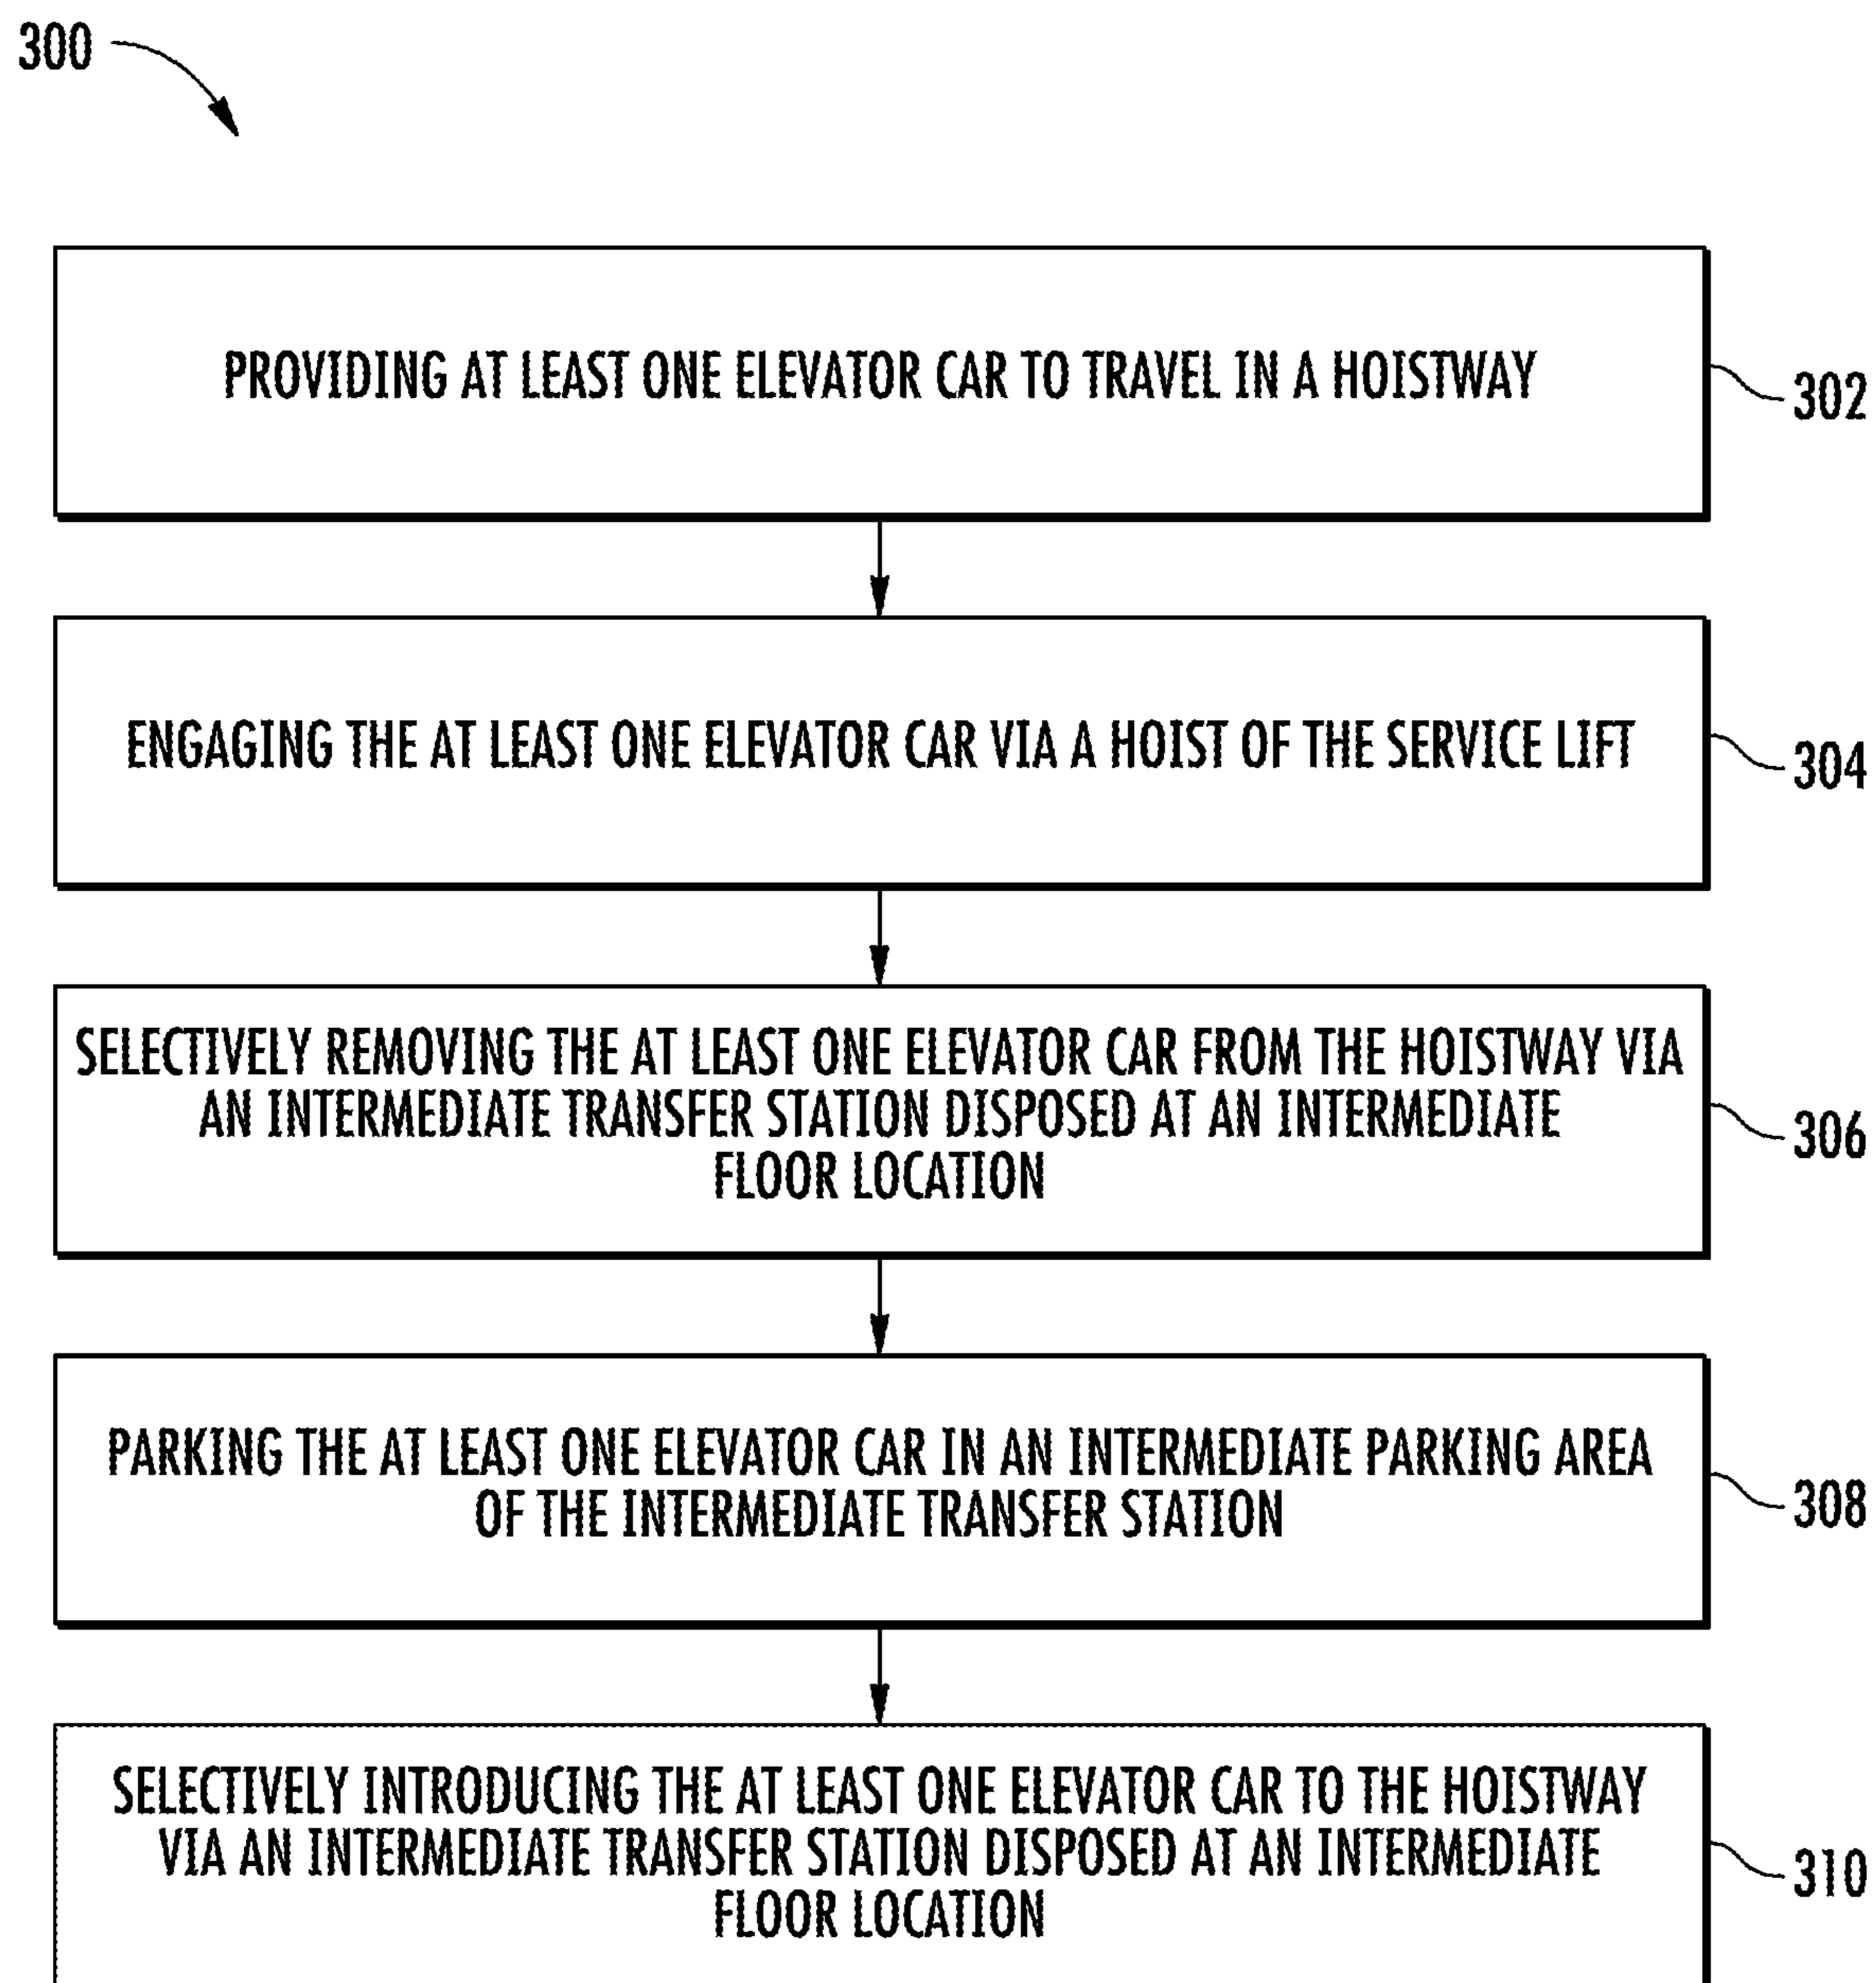 300
PROVIDING AT LEAST ONE ELEVATOR CAR TO TRAVEL IN A HOISTWAY
302
ENGAGING THE AT LEAST ONE ELEVATOR CAR VIA A HOIST OF THE SERVICE LIFT
304
SELECTIVELY REMOVING THE AT LEAST ONE ELEVATOR CAR FROM THE HOISTWAY VIA
AN INTERMEDIATE TRANSFER STATION DISPOSED AT AN INTERMEDIATE
FLOOR LOCATION
306
PARKING THE AT LEAST ONE ELEVATOR CAR IN AN INTERMEDIATE PARKING AREA
OF THE INTERMEDIATE TRANSFER STATION
308
SELECTIVELY INTRODUCING THE AT LEAST ONE ELEVATOR CAR TO THE HOISTWAY
VIA AN INTERMEDIATE TRANSFER STATION DISPOSED AT AN INTERMEDIATE
FLOOR LOCATION
310